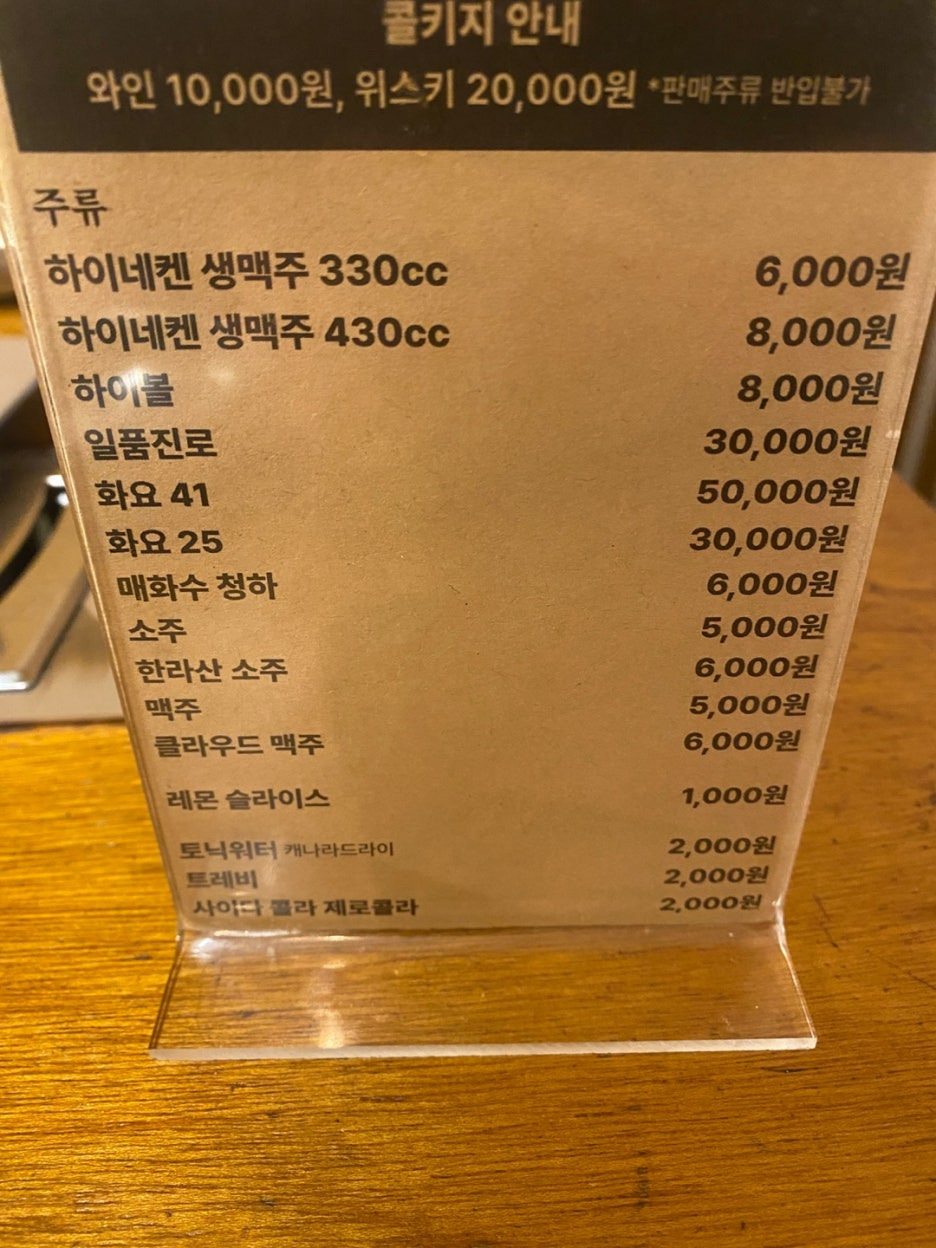 콜키지 안내
와인 10,000원, 위스키 20,000원 *판매주류 반입불가
주류
하이네켄 생맥주 330cc 6,000원
하이네켄 생맥주 430cc 8,000원
하이볼 8,000원
일품진로 30,000원
화요 41 50,000원
화요 25 30,000원
매화수 청하 6,000원
소주 5,000원
한라산 소주 6,000원
맥주 5,000원
클라우드 맥주 6,000원
레몬 슬라이스 1,000원
토닉워터 캐나라드라이 2,000원
트레비 2,000원
사이다 콜라 제로콜라 2,000원